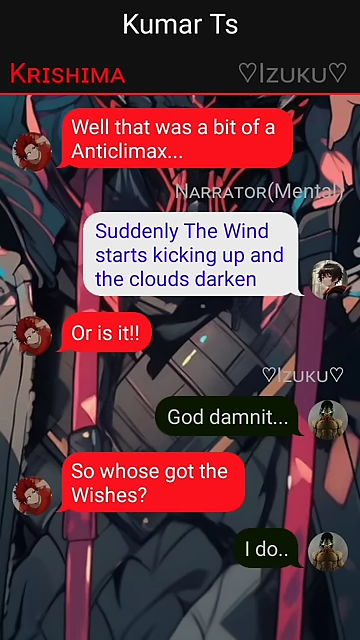 Kumar Ts
Krishima
♡Izuku♡
Well that was a bit of a
Anticlimax...
Narrator(Mental)
Suddenly The Wind
starts kicking up and
the clouds darken
Or is it!!
♡Izuku♡
God damnit...
So whose got the
Wishes?
I do..